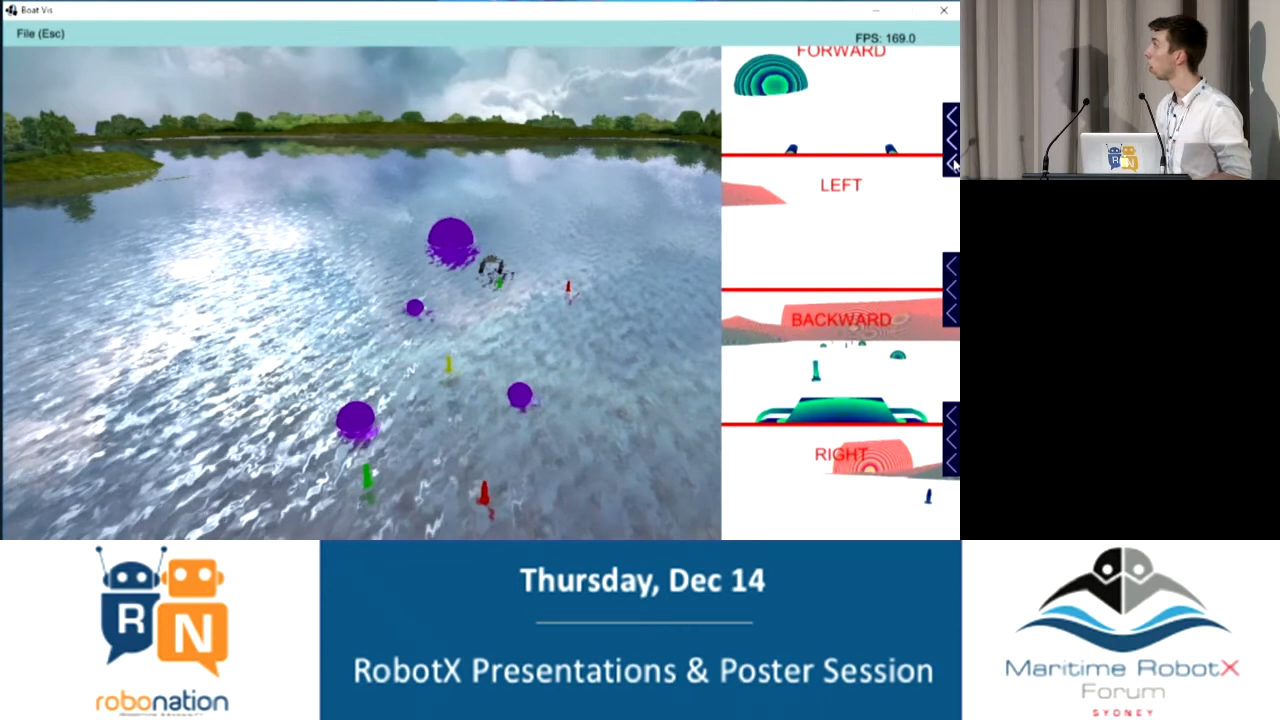 Boat Vis
File (Esc)
FPS: 169.0
FORWARD
LEFT
BACKWARD
RIGHT
R N
R
N
robonation
Thursday, Dec 14
RobotX Presentations & Poster Session
Maritime RobotX
Forum
SYDNEY